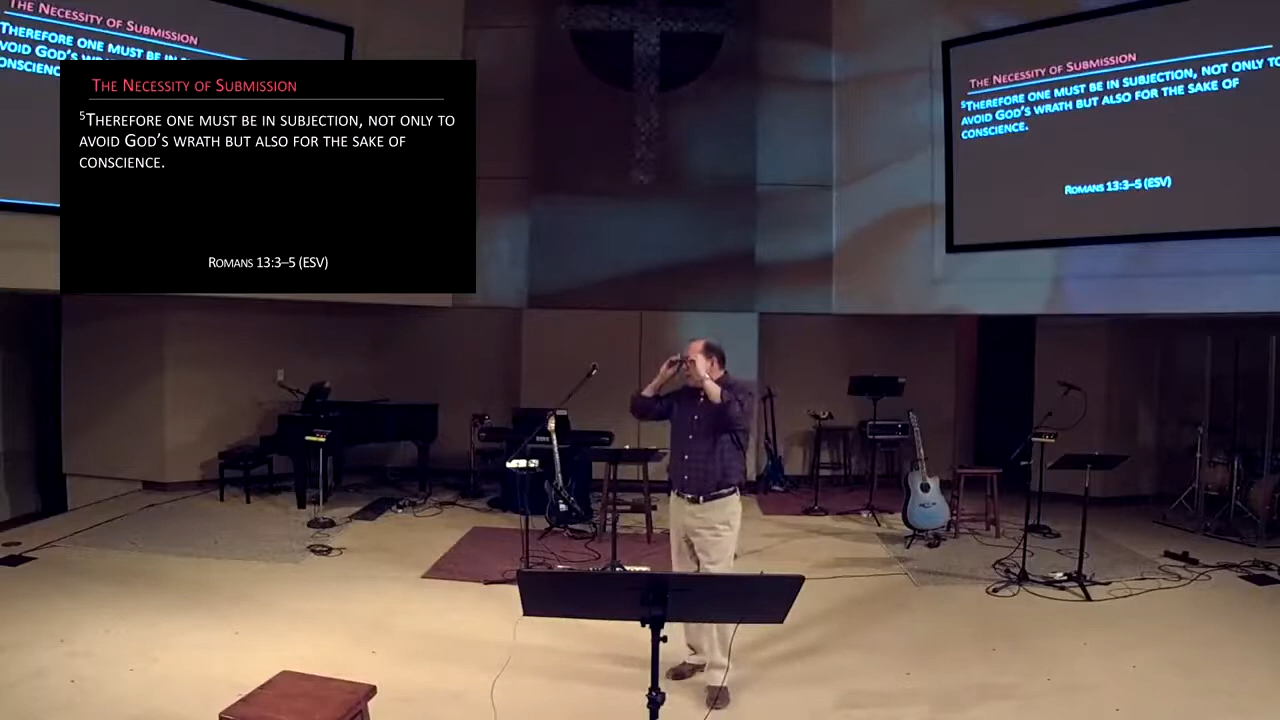 The Necessity of Submission
Therefore one must be in
void God's wr
onscience
The Necessity of Submission
⁵Therefore one must be in subjection, not only to
avoid God's wrath but also for the sake of
conscience.
Romans 13:3–5 (ESV)
The Necessity of Submission
⁵Therefore one must be in subjection, not only to
avoid God's wrath but also for the sake of
conscience.
Romans 13:3–5 (ESV)